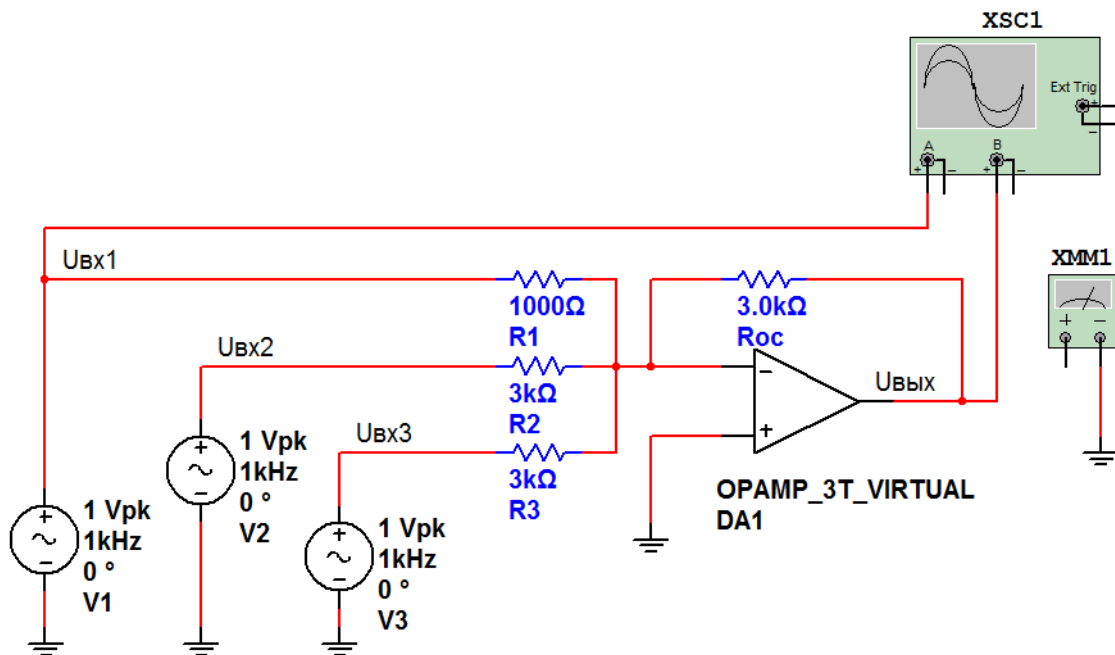 XSC1
Ext Trig
+
−
A
B
+
−
+
−
Uвх1
1000Ω
R1
3.0kΩ
Rос
XMM1
+
−
Uвх2
3kΩ
R2
Uвых
−
+
Uвх3
3kΩ
R3
OPAMP_3T_VIRTUAL
DA1
+
−
1 Vpk
1kHz
0 °
V2
+
−
1 Vpk
1kHz
0 °
V1
+
−
1 Vpk
1kHz
0 °
V3